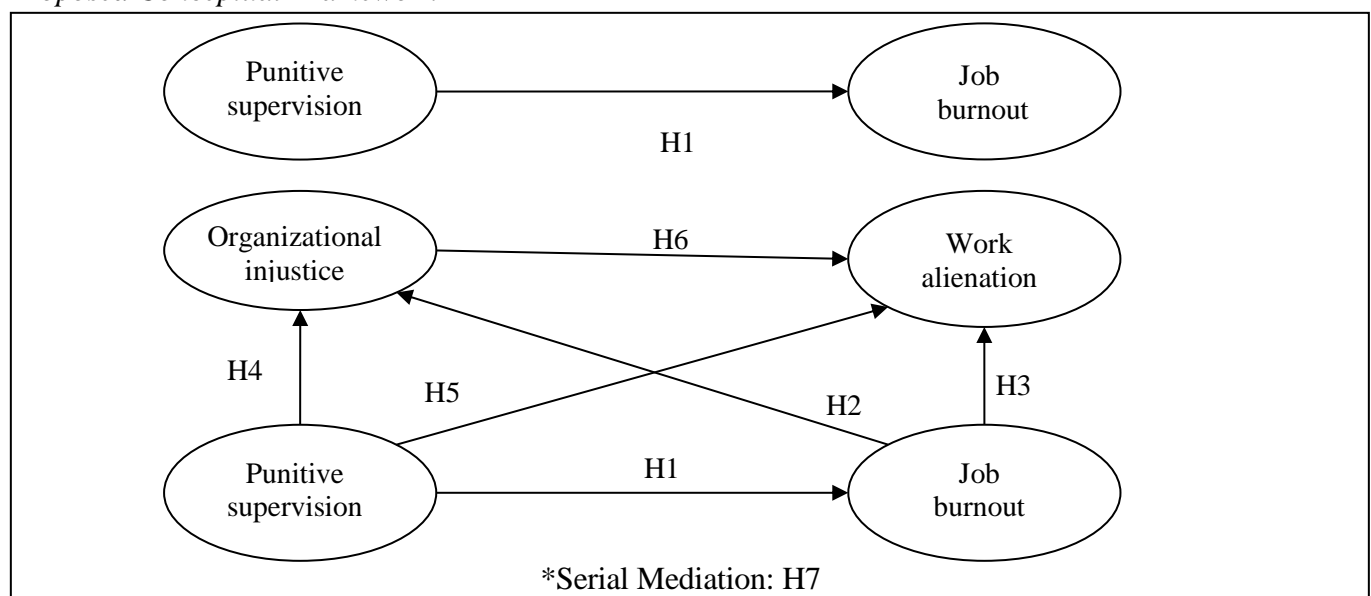 Punitive
supervision
Job
burnout
H1
Organizational
injustice
H6
Work
alienation
H4
H5
H2
H3
Punitive
supervision
H1
Job
burnout
*Serial Mediation: H7